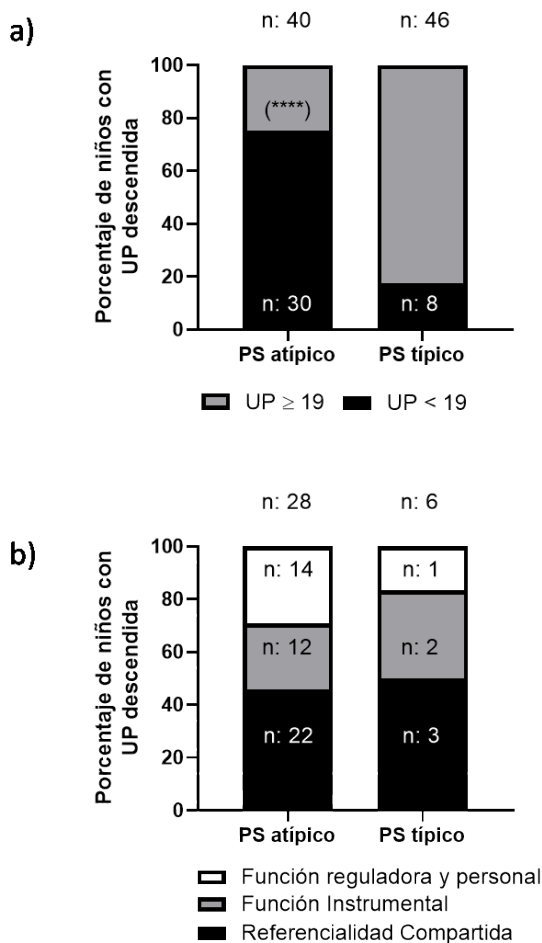 a)
n: 40
n: 46
Porcentaje de niños con
UP descendida
100
80
60
40
20
0
(****)
n: 30
n: 8
PS atípico
PS típico
UP ≥ 19
UP < 19
b)
n: 28
n: 6
Porcentaje de niños con
UP descendida
100
80
60
40
20
0
n: 14
n: 1
n: 12
n: 2
n: 22
n: 3
PS atípico
PS típico
Función reguladora y personal
Función Instrumental
Referencialidad Compartida